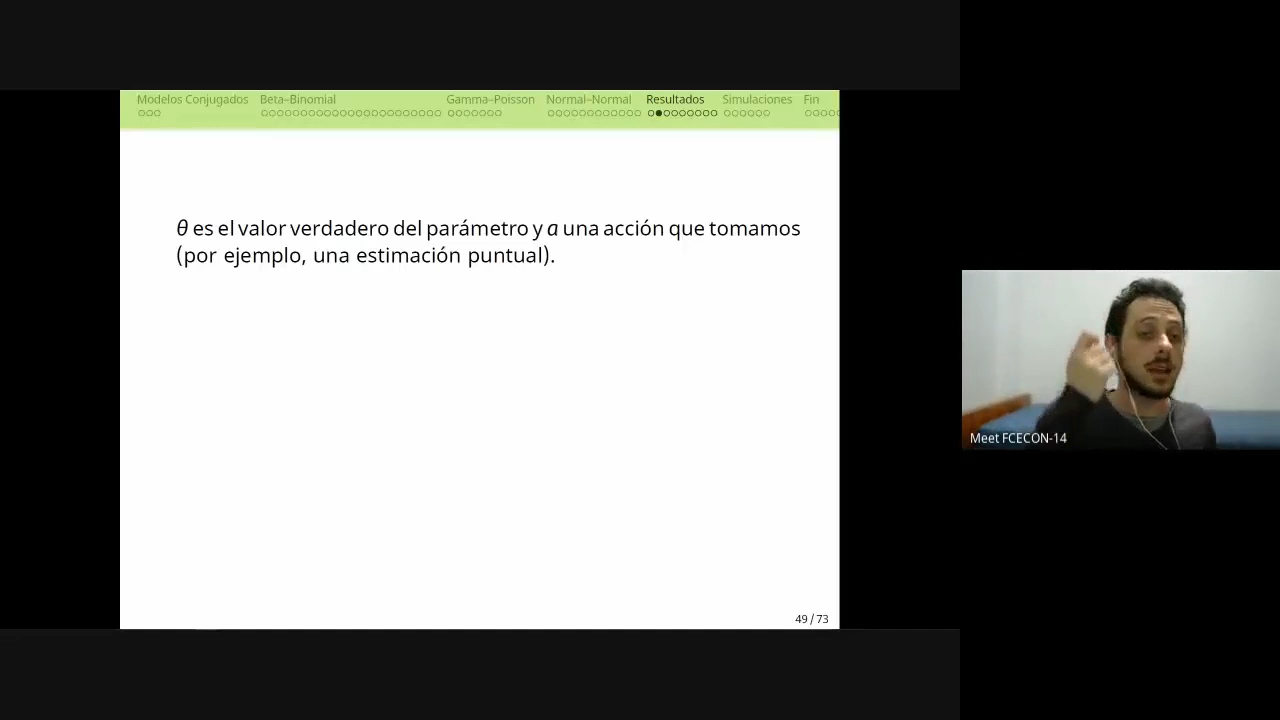 Modelos Conjugados Beta–Binomial Gamma–Poisson Normal–Normal Resultados Simulaciones Fin
θ es el valor verdadero del parámetro y a una acción que tomamos
(por ejemplo, una estimación puntual).
Meet FCECON-14
49 / 73